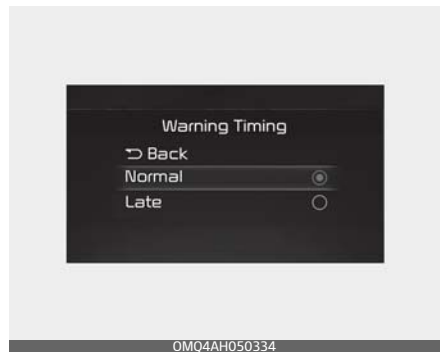 Warning Timing
Back
Normal
Late
OMQ4AH050334